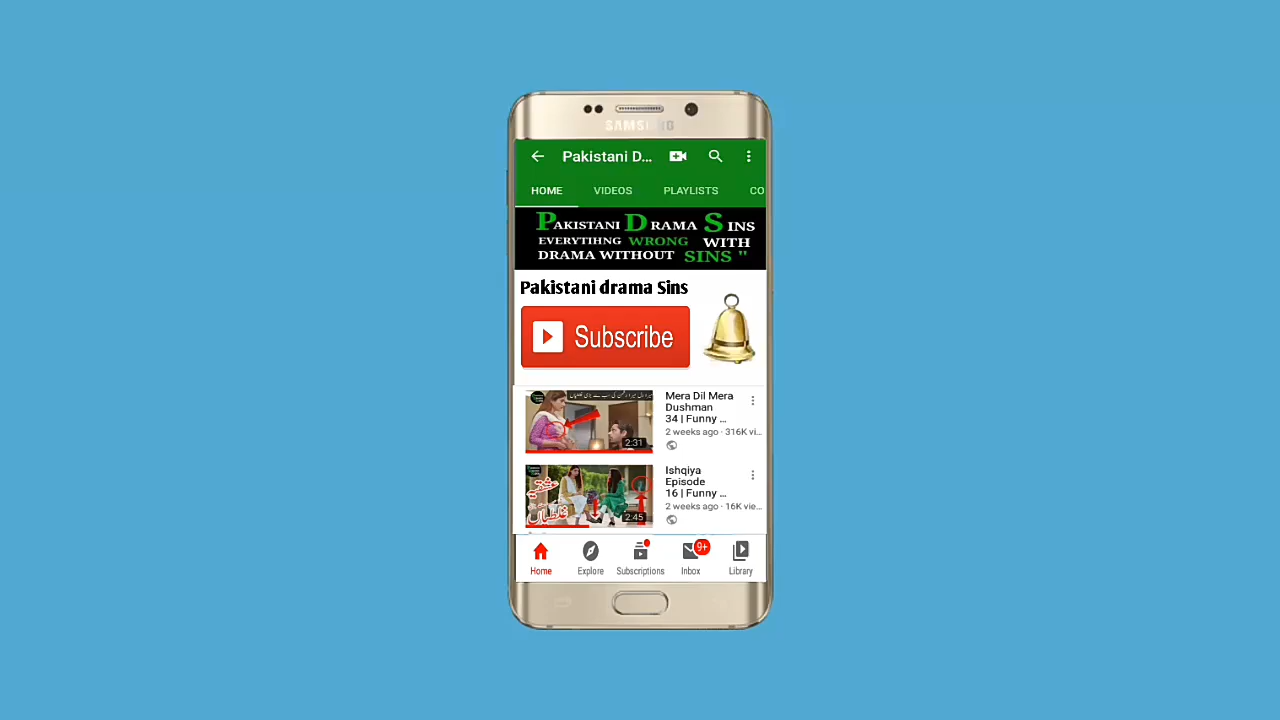 SAMSUNG
Pakistani D...
HOME VIDEOS PLAYLISTS CO
PAKISTANI DRAMA SINS
EVERYTIHNG WRONG WITH
DRAMA WITHOUT SINS "
Pakistani drama Sins
Subscribe
Mera Dil Mera
Dushman
34 | Funny ...
2 weeks ago · 316K vi...
2:31
Ishqiya
Episode
16 | Funny ...
2 weeks ago · 16K vie...
عشقیہ
غلطیاں
2:45
9+
Home Explore Subscriptions Inbox Library